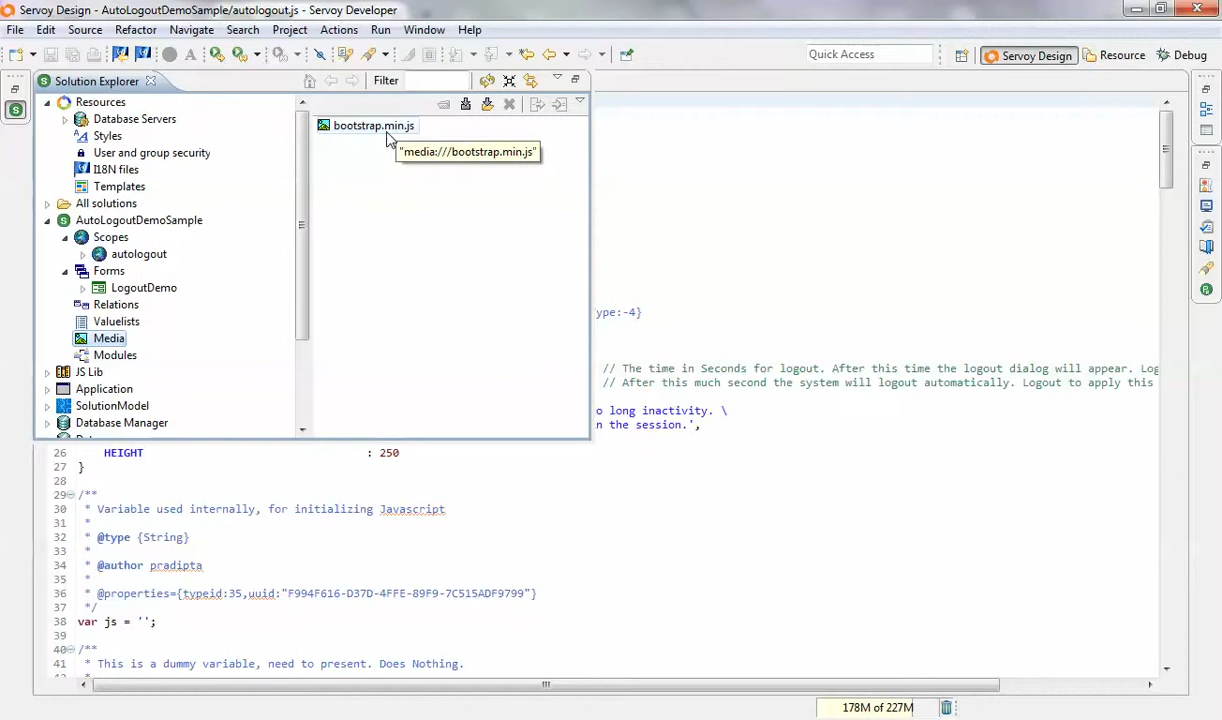 Servoy Design - AutoLogoutDemoSample/autologout.js - Servoy Developer
File Edit Source Refactor Navigate Search Project Actions Run Window Help
Quick Access
Servoy Design
Resource
Debug
Solution Explorer
Filter
Resources
Database Servers
Styles
User and group security
I18N files
Templates
All solutions
AutoLogoutDemoSample
Scopes
autologout
Forms
LogoutDemo
Relations
Valuelists
Media
Modules
JS Lib
Application
SolutionModel
Database Manager
bootstrap.min.js
"media:///bootstrap.min.js"
ype:-4}
// The time in Seconds for logout. After this time the logout dialog will appear. Log
// After this much second the system will logout automatically. Logout to apply this
o long inactivity. \
n the session.',
26 HEIGHT : 250
27 }
28
29 /**
30 * Variable used internally, for initializing Javascript
31 *
32 * @type {String}
33 *
34 * @author pradipta
35 *
36 * @properties={typeid:35,uuid:"F994F616-D37D-4FFE-89F9-7C515ADF9799"}
37 */
38 var js = '';
39
40 /**
41 * This is a dummy variable, need to present. Does Nothing.
178M of 227M